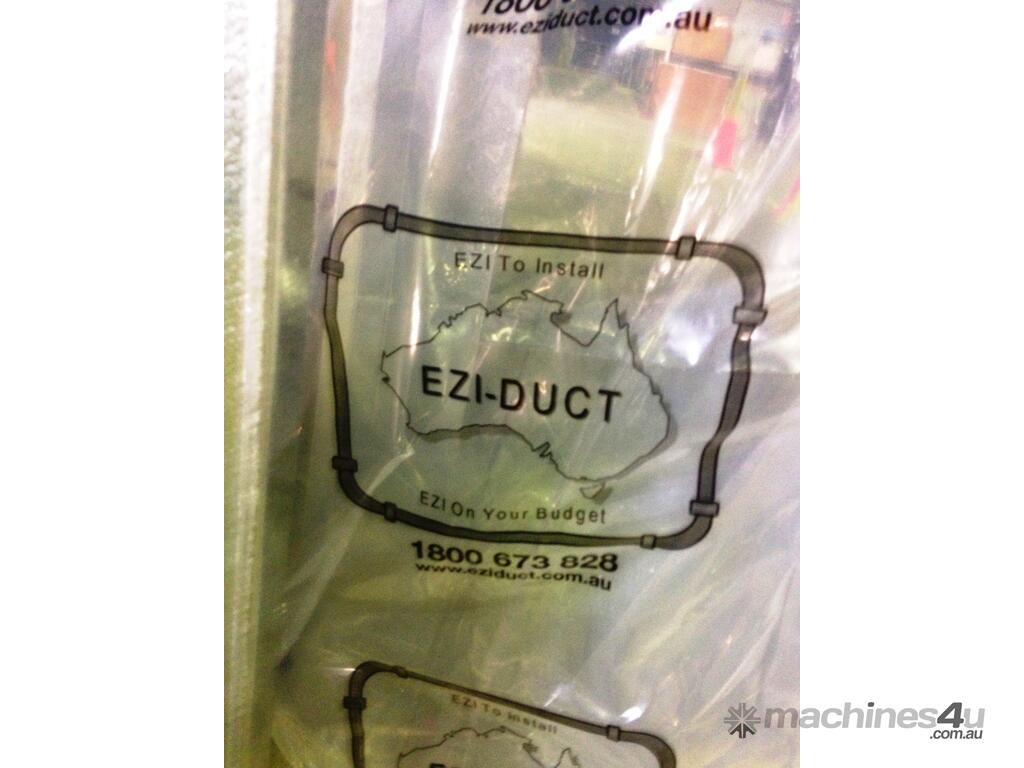 1800
www.eziduct.com.au
EZI To Install
EZI-DUCT
EZI On Your Budget
1800 673 828
www.eziduct.com.au
EZI To Install
machines4u
.com.au